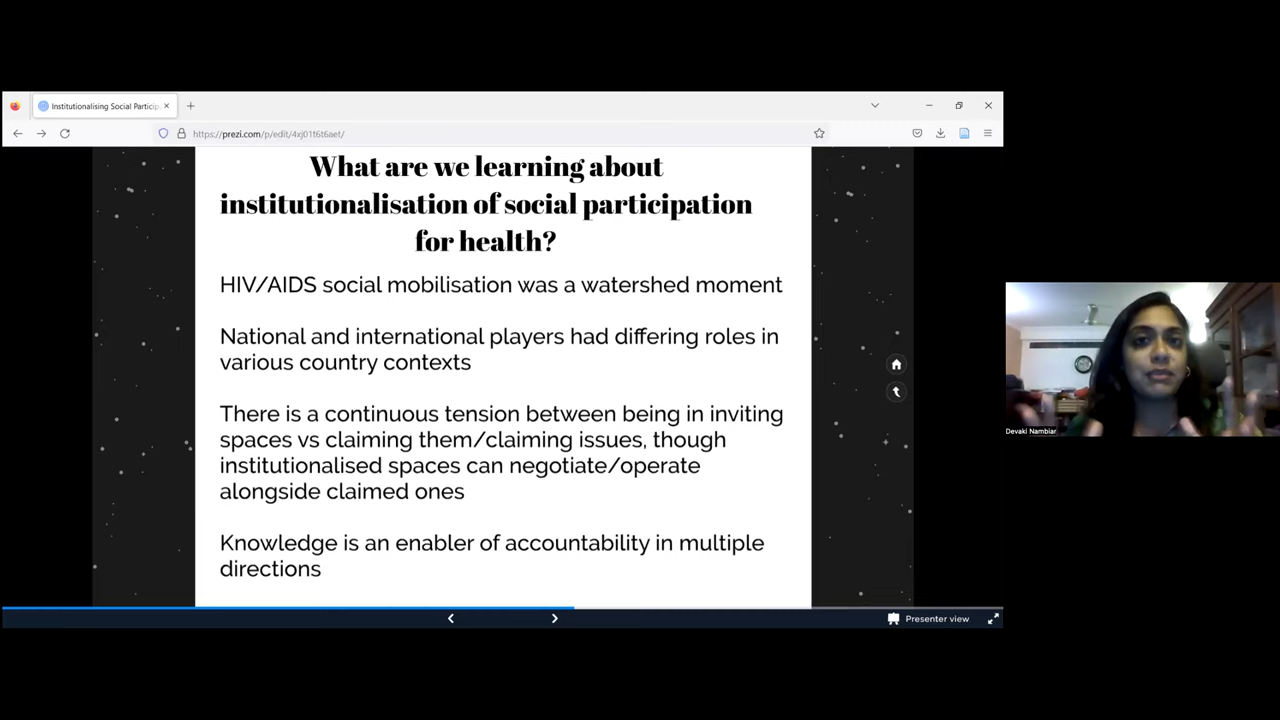 Institutionalising Social Particip
https://prezi.com/p/edit/4xj01t6t6aet/
What are we learning about
institutionalisation of social participation
for health?
HIV/AIDS social mobilisation was a watershed moment
National and international players had differing roles in
various country contexts
There is a continuous tension between being in inviting
spaces vs claiming them/claiming issues, though
institutionalised spaces can negotiate/operate
alongside claimed ones
Knowledge is an enabler of accountability in multiple
directions
Devaki Nambiar
Presenter view